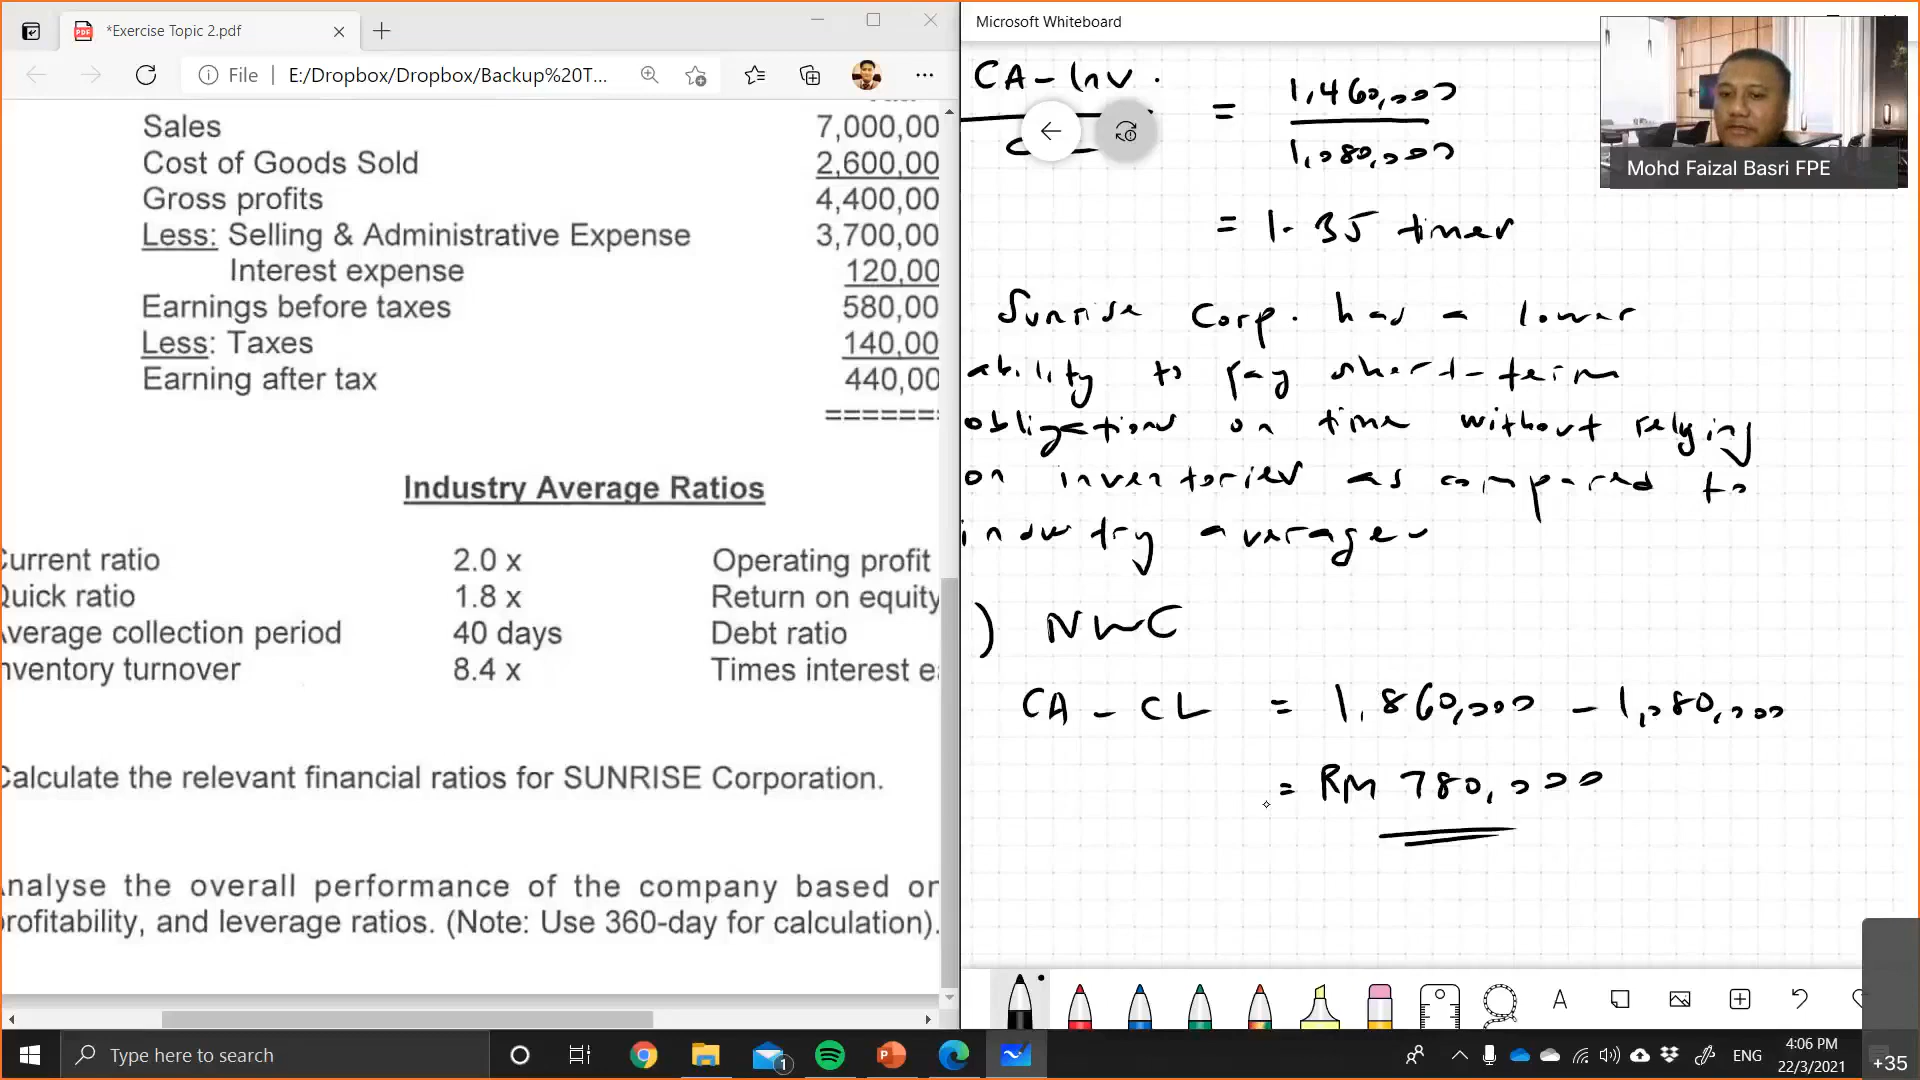 *Exercise Topic 2.pdf
File E:/Dropbox/Dropbox/Backup%20T...
Sales 7,000,00
Cost of Goods Sold 2,600,00
Gross profits 4,400,00
Less: Selling & Administrative Expense 3,700,00
Interest expense 120,00
Earnings before taxes 580,00
Less: Taxes 140,00
Earning after tax 440,00
=======
Industry Average Ratios
Current ratio 2.0 x Operating profit
Quick ratio 1.8 x Return on equity
Average collection period 40 days Debt ratio
nventory turnover 8.4 x Times interest e
Calculate the relevant financial ratios for SUNRISE Corporation.
Analyse the overall performance of the company based on
profitability, and leverage ratios. (Note: Use 360-day for calculation).
Microsoft Whiteboard
CA - Inv. = 1,460,000
1,080,000
= 1.35 times
Sunrise Corp. had a lower
ability to pay short-term
obligations on time without relying
on inventories as compared to
industry average
) NWC
CA - CL = 1,860,000 - 1,080,000
= RM 780,000
Mohd Faizal Basri FPE
Type here to search
1
ENG
4:06 PM
22/3/2021
+35